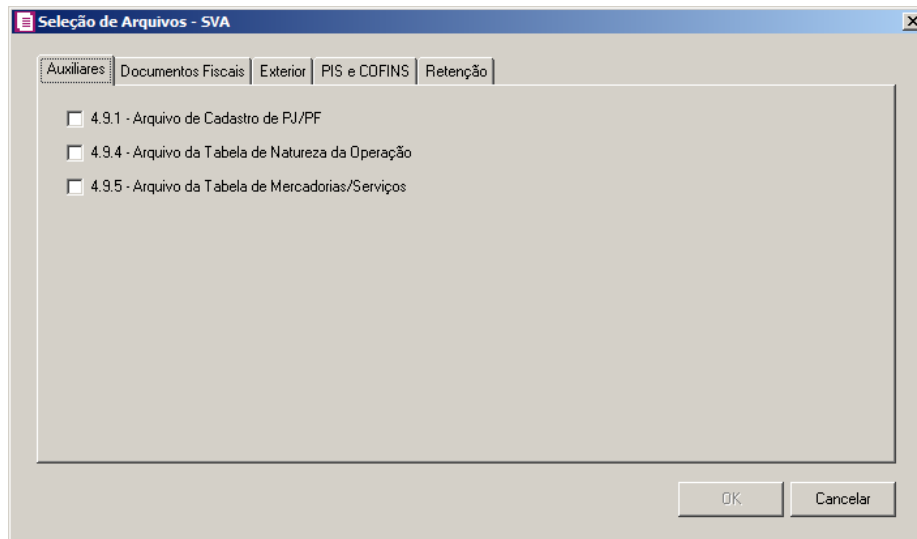 Seleção de Arquivos - SVA
Auxiliares Documentos Fiscais Exterior PIS e COFINS Retenção
4.9.1 - Arquivo de Cadastro de PJ/PF
4.9.4 - Arquivo da Tabela de Natureza da Operação
4.9.5 - Arquivo da Tabela de Mercadorias/Serviços
OK Cancelar